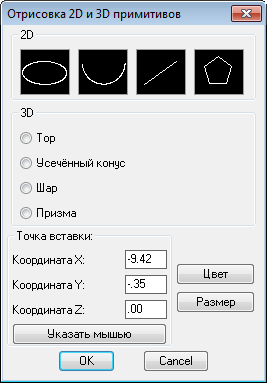 Отрисовка 2D и 3D примитивов
2D
3D
Тор
Усечённый конус
Шар
Призма
Точка вставки:
Координата X: -9.42
Координата Y: -.35
Координата Z: .00
Цвет
Размер
Указать мышью
OK
Cancel